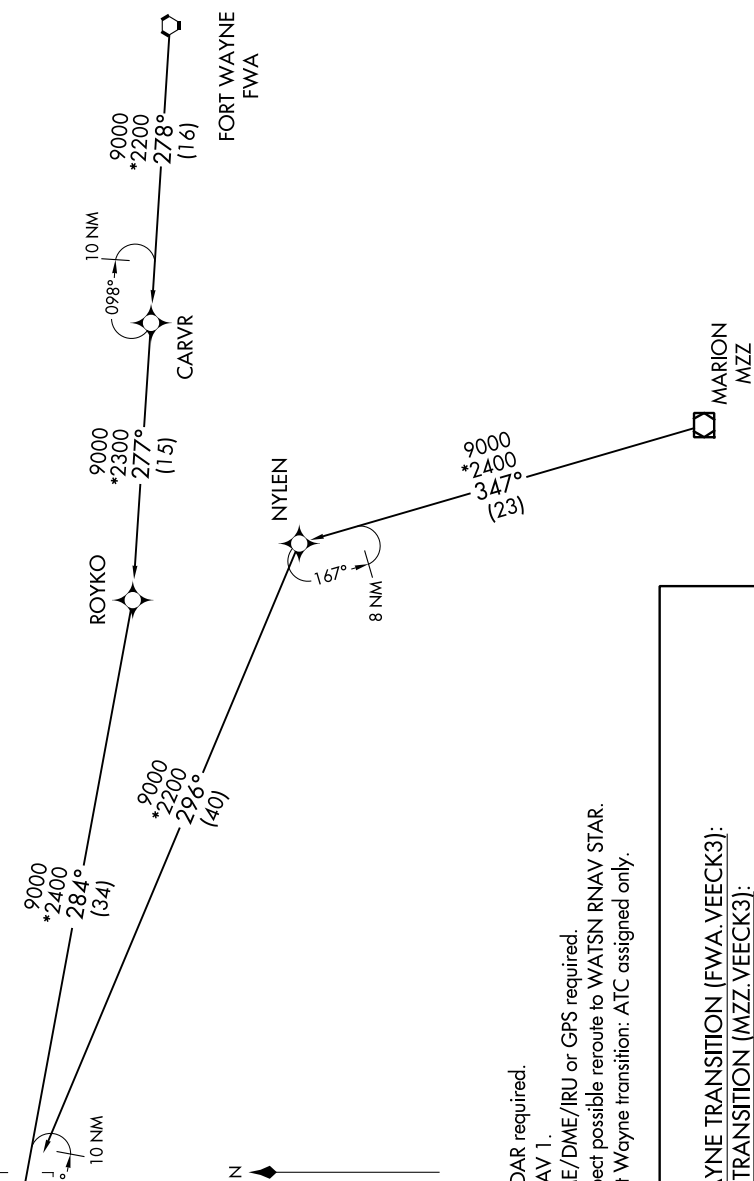 FORT WAYNE
FWA
9000
*2200
278°
(16)
10 NM
098°
CARVR
9000
*2300
277°
(15)
ROYKO
NYLEN
9000
*2400
347°
(23)
MARION
MZZ
167°
8 NM
9000
*2200
296°
(40)
9000
*2400
284°
(34)
10 NM
°
N
DAR required.
AV 1.
E/DME/IRU or GPS required.
pect possible reroute to WATSN RNAV STAR.
t Wayne transition: ATC assigned only.
AYNE TRANSITION (FWA.VEECK3):
TRANSITION (MZZ.VEECK3):